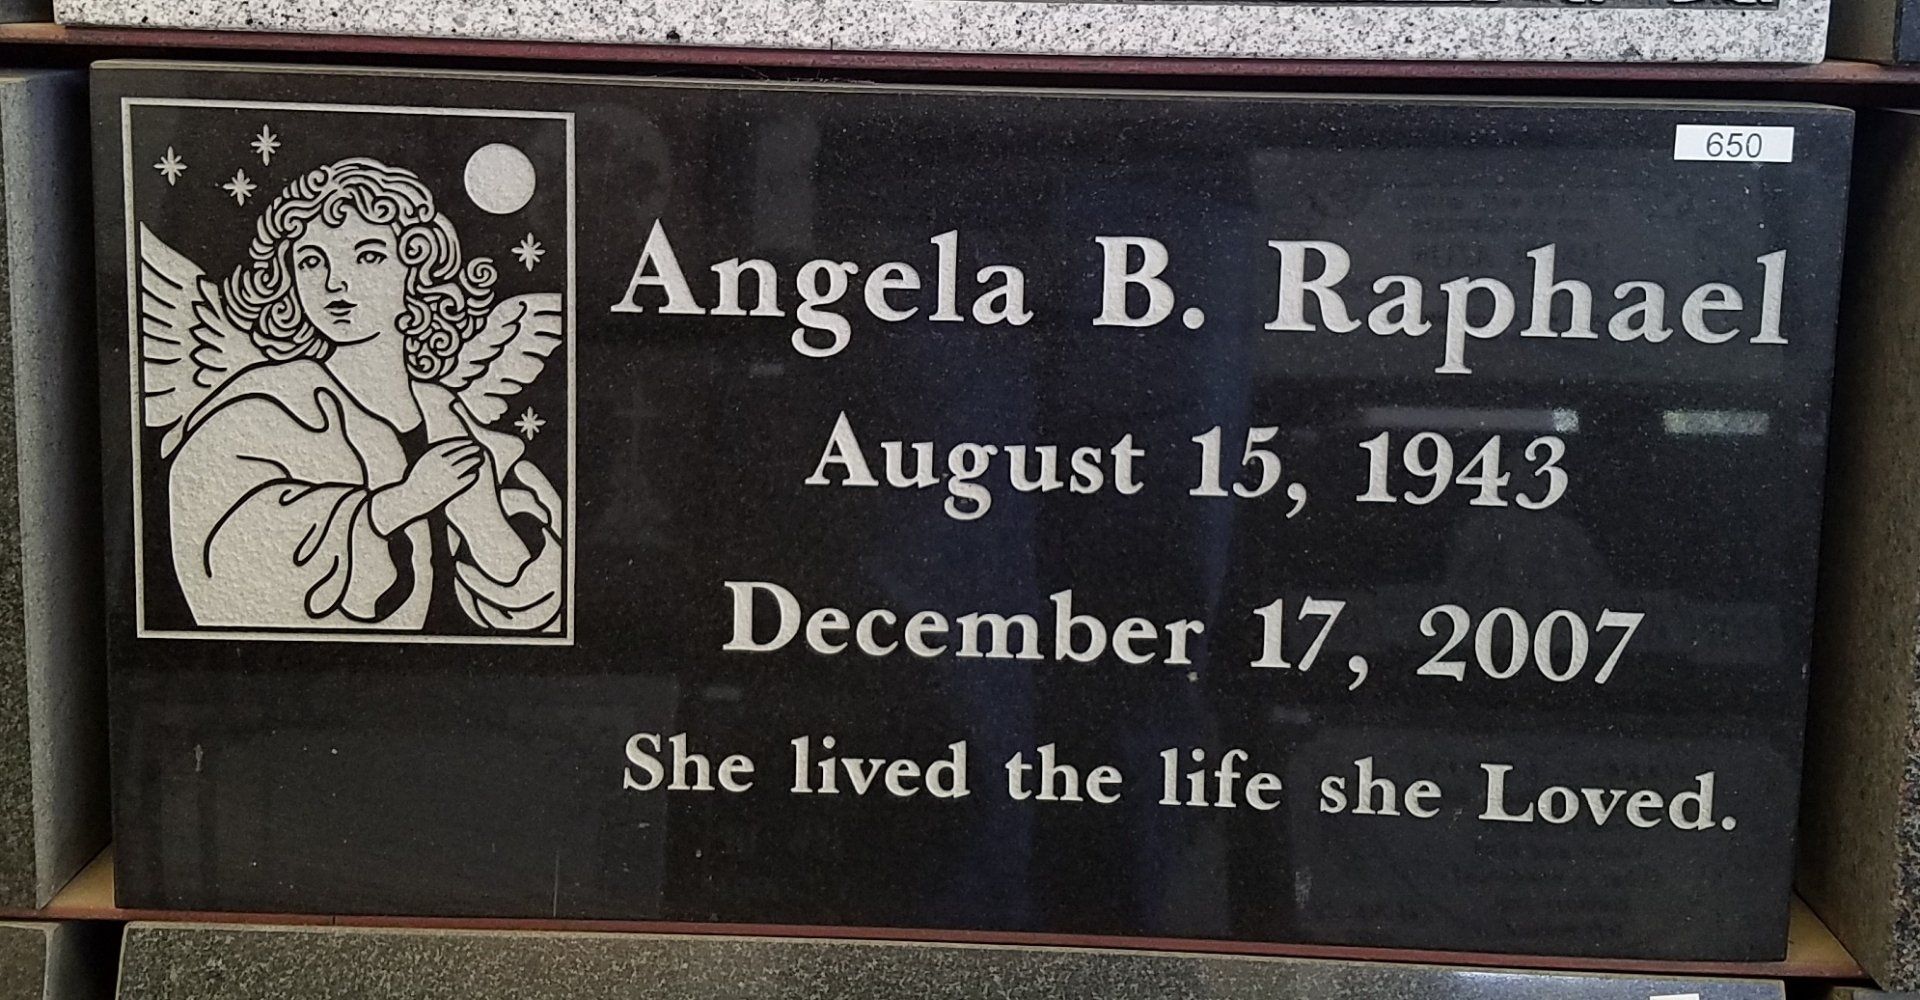 650
Angela B. Raphael
August 15, 1943
December 17, 2007
She lived the life she Loved.